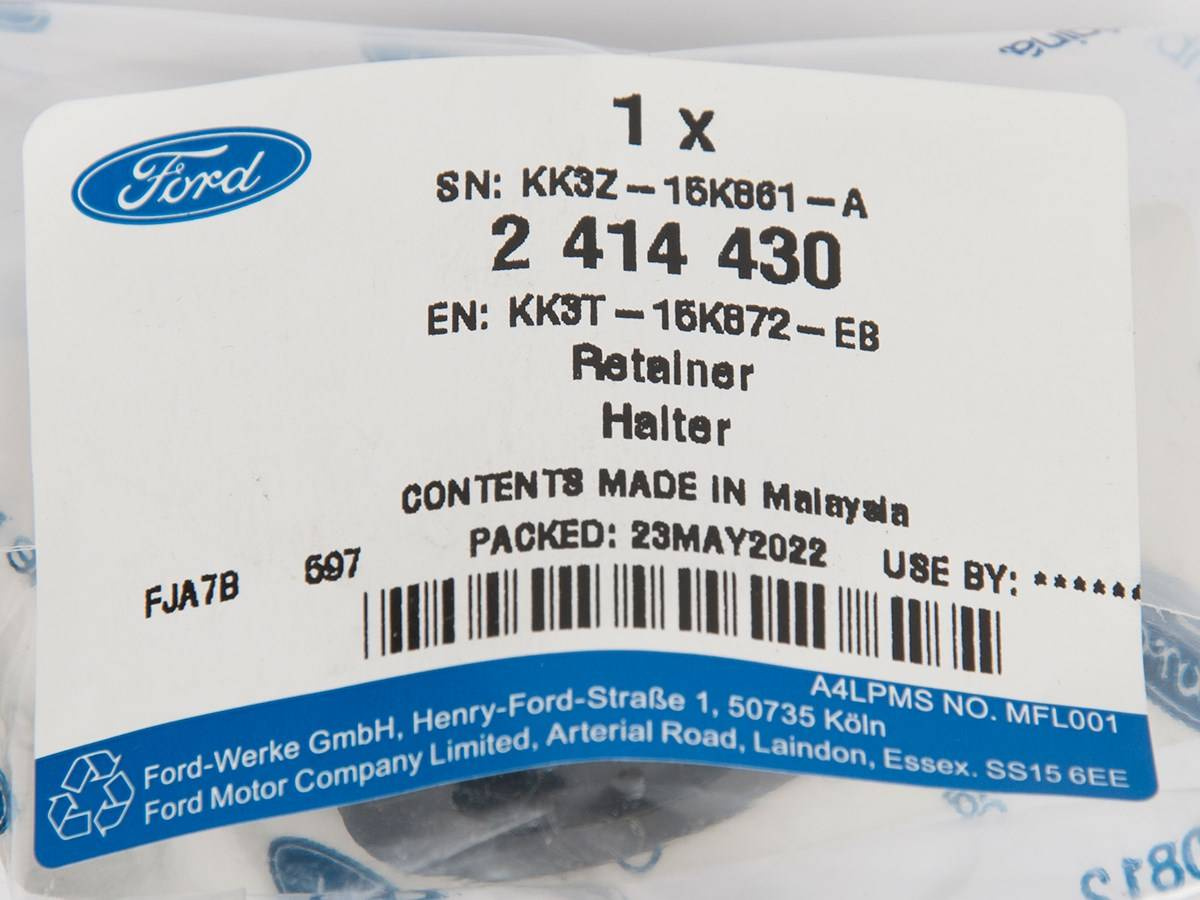 Ford
1 x
SN: KK3Z-15K861-A
2 414 430
EN: KK3T-15K872-EB
Retainer
Halter
CONTENTS MADE IN Malaysia
PACKED: 23MAY2022
USE BY: ******
FJA7B 697
A4LPMS NO. MFL001
Ford-Werke GmbH, Henry-Ford-Straße 1, 50735 Köln
Ford Motor Company Limited, Arterial Road, Laindon, Essex. SS15 6EE